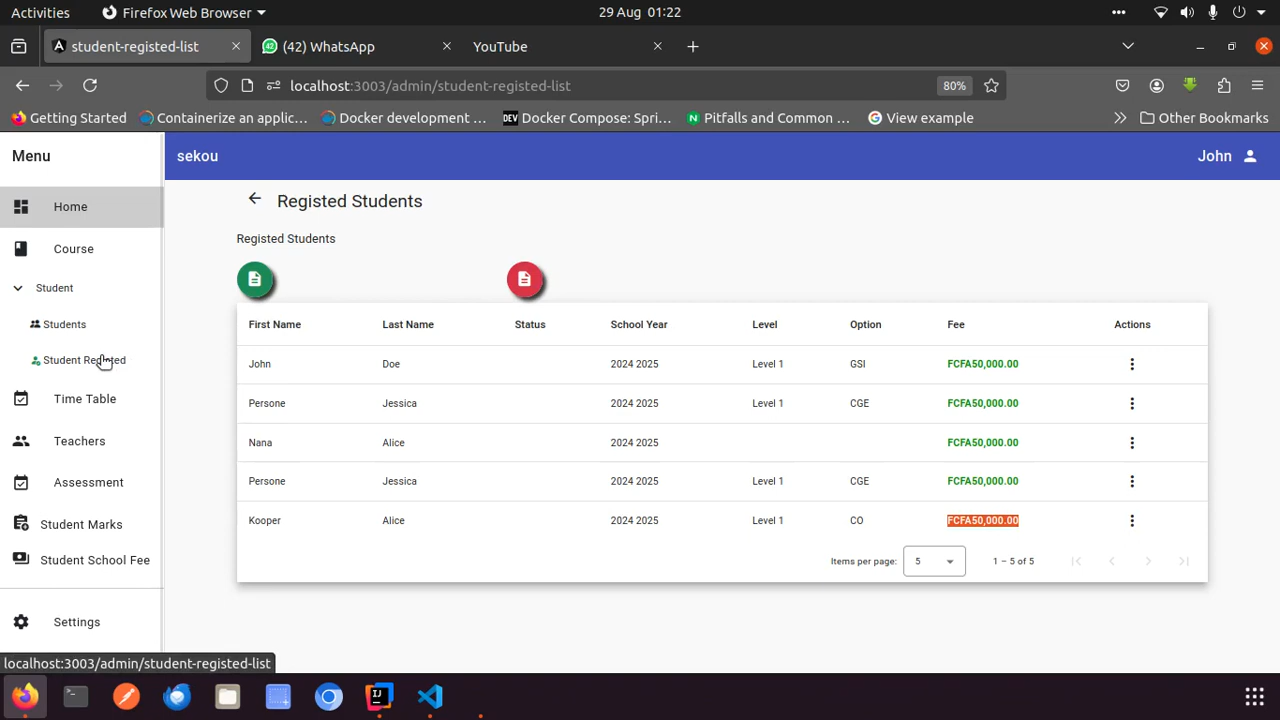 Activities Firefox Web Browser 29 Aug 01:22
student-registed-list (42) WhatsApp YouTube
localhost:3003/admin/student-registed-list 80%
Getting Started Containerize an applic... Docker development ... DEV Docker Compose: Spri... Pitfalls and Common ... View example Other Bookmarks
Menu sekou John
Home Registed Students
Registed Students
Course
Student
Students
Student Registed
Time Table
Teachers
Assessment
Student Marks
Student School Fee
Settings
First Name Last Name Status School Year Level Option Fee Actions
John Doe 2024 2025 Level 1 GSI FCFA50,000.00
Persone Jessica 2024 2025 Level 1 CGE FCFA50,000.00
Nana Alice 2024 2025 FCFA50,000.00
Persone Jessica 2024 2025 Level 1 CGE FCFA50,000.00
Kooper Alice 2024 2025 Level 1 CO FCFA50,000.00
Items per page: 5 1 – 5 of 5
localhost:3003/admin/student-registed-list